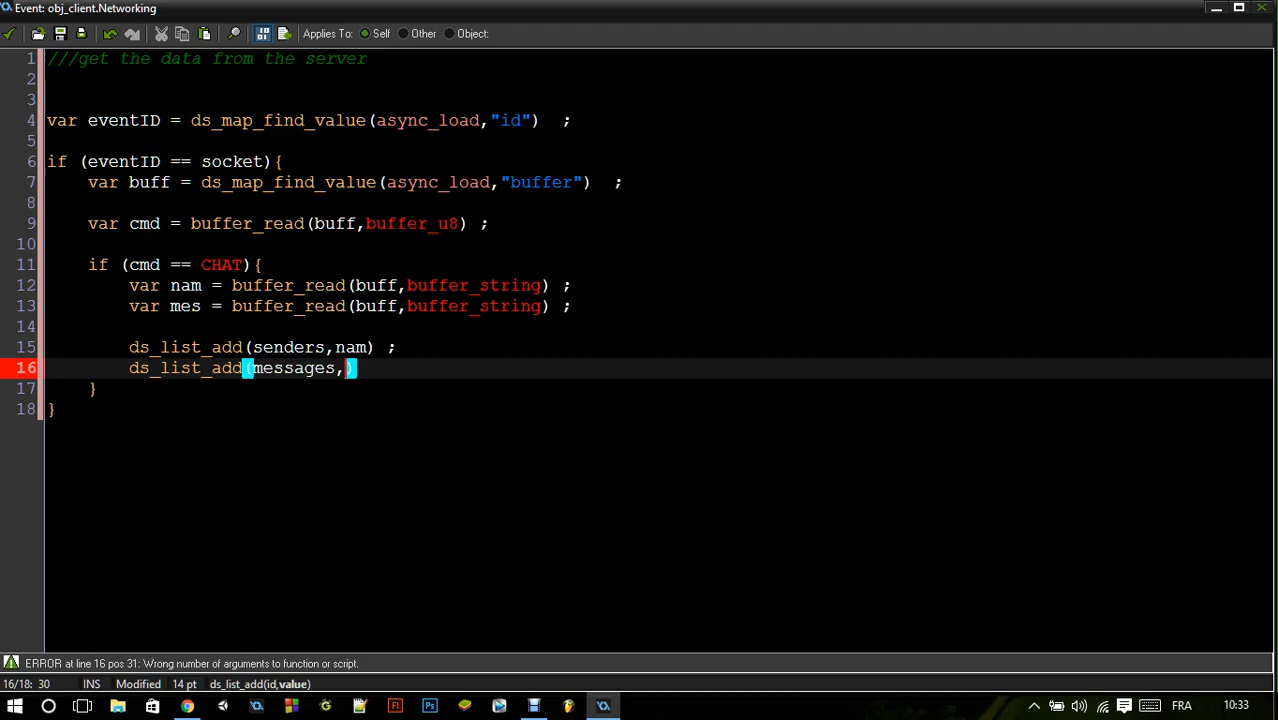 Event: obj_client.Networking
Applies To: Self Other Object:
1 ///get the data from the server
2
3
4 var eventID = ds_map_find_value(async_load,"id") ;
5
6 if (eventID == socket){
7 var buff = ds_map_find_value(async_load,"buffer") ;
8
9 var cmd = buffer_read(buff,buffer_u8) ;
10
11 if (cmd == CHAT){
12 var nam = buffer_read(buff,buffer_string) ;
13 var mes = buffer_read(buff,buffer_string) ;
14
15 ds_list_add(senders,nam) ;
16 ds_list_add(messages,)
17 }
18 }
ERROR at line 16 pos 31: Wrong number of arguments to function or script.
16/18: 30 INS Modified 14 pt ds_list_add(id,value)
Fl Ps FRA 10:33